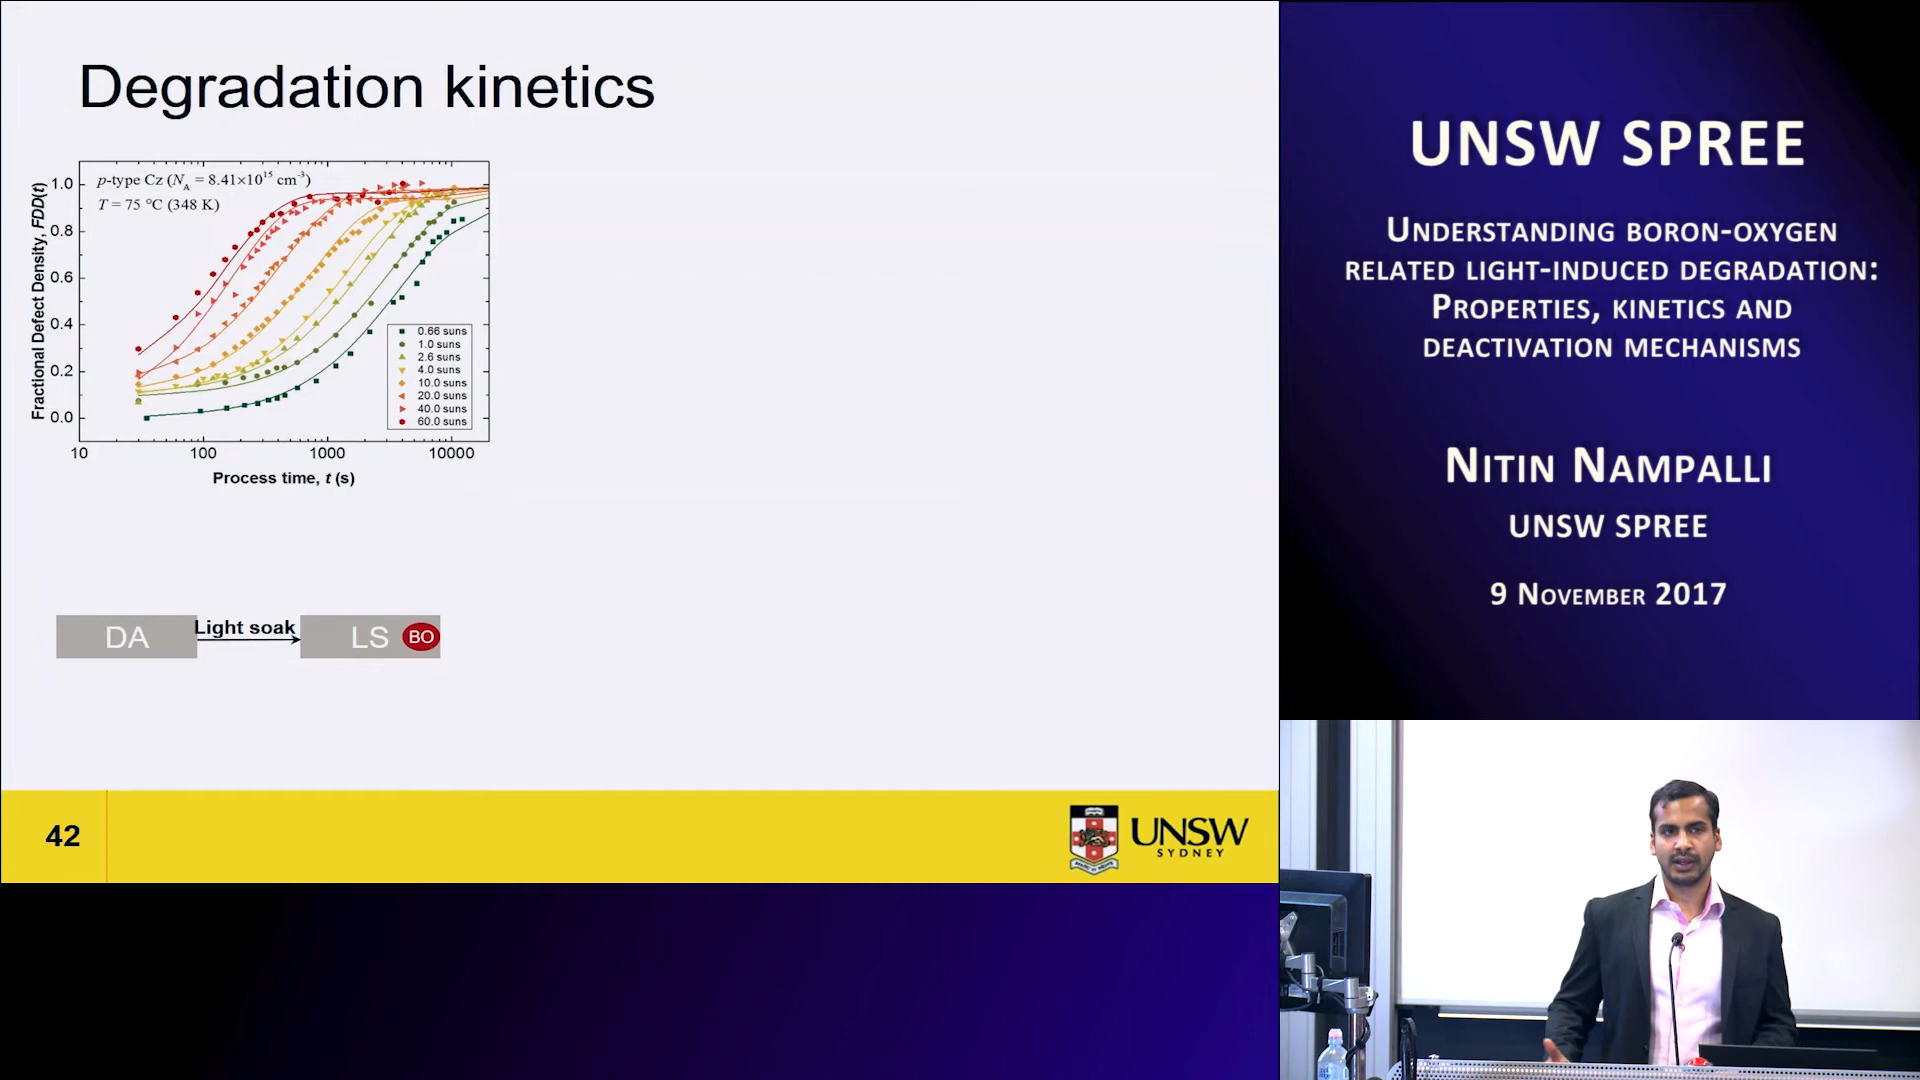 Degradation kinetics
p-type Cz (N_A = 8.41×10^15 cm^-3)
T = 75 °C (348 K)
Fractional Defect Density, FDD(t)
1.0
0.8
0.6
0.4
0.2
0.0
0.66 suns
1.0 suns
2.6 suns
4.0 suns
10.0 suns
20.0 suns
40.0 suns
60.0 suns
10 100 1000 10000
Process time, t (s)
DA Light soak LS BO
42
UNSW
SYDNEY
UNSW SPREE
UNDERSTANDING BORON-OXYGEN
RELATED LIGHT-INDUCED DEGRADATION:
PROPERTIES, KINETICS AND
DEACTIVATION MECHANISMS
NITIN NAMPALLI
UNSW SPREE
9 NOVEMBER 2017